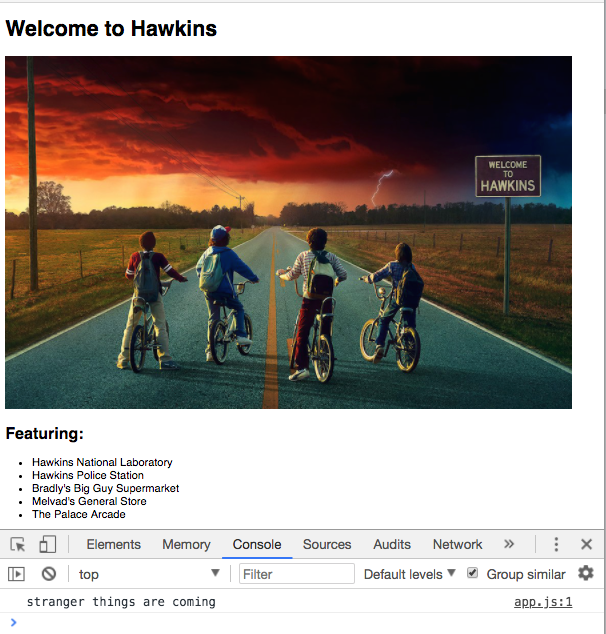 Welcome to Hawkins
WELCOME
TO
HAWKINS
Featuring:
Hawkins National Laboratory
Hawkins Police Station
Bradly's Big Guy Supermarket
Melvad's General Store
The Palace Arcade
Elements Memory Console Sources Audits Network »
top Filter Default levels Group similar
stranger things are coming app.js:1